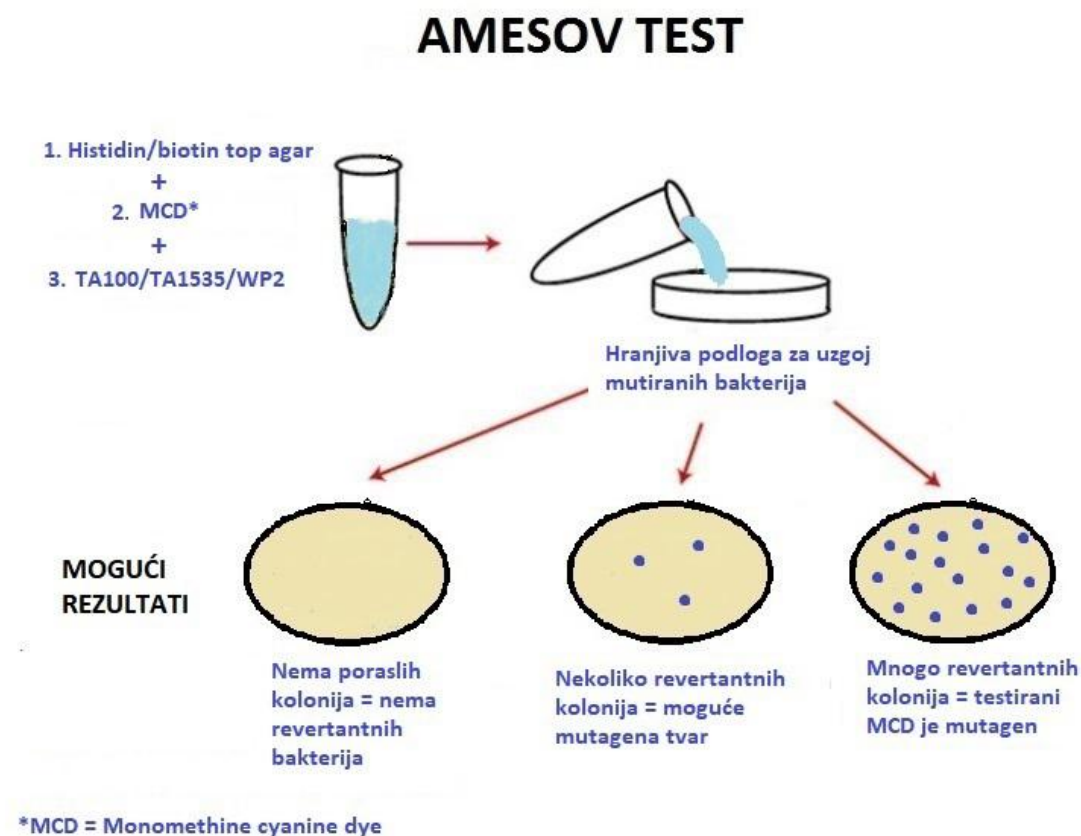 AMESOV TEST
1. Histidin/biotin top agar
+
2. MCD*
+
3. TA100/TA1535/WP2
Hranjiva podloga za uzgoj
mutiranih bakterija
MOGUĆI
REZULTATI
Nema poraslih
kolonija = nema
revertantnih
bakterija
Nekoliko revertantnih
kolonija = moguće
mutagena tvar
Mnogo revertantnih
kolonija = testirani
MCD je mutagen
*MCD = Monomethine cyanine dye